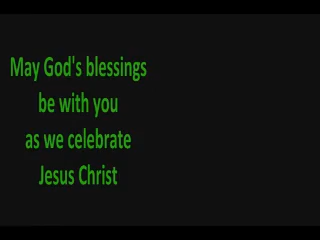 May God's blessings
be with you
as we celebrate
Jesus Christ